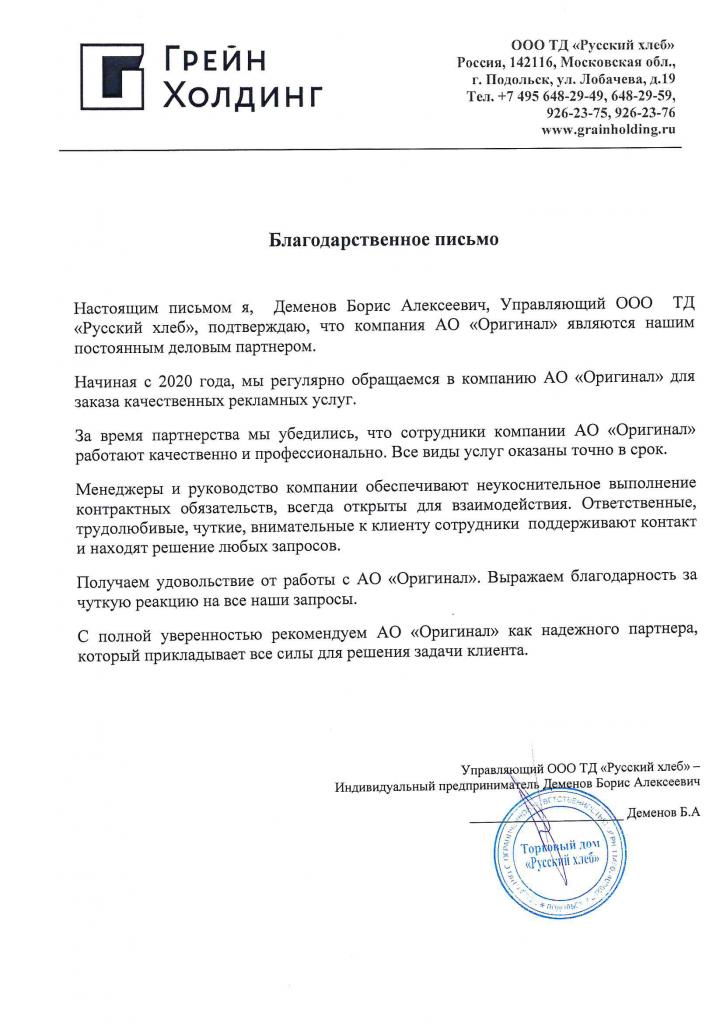 Грейн
Холдинг
ООО ТД «Русский хлеб»
Россия, 142116, Московская обл.,
г. Подольск, ул. Лобачева, д.19
Тел. +7 495 648-29-49, 648-29-59,
926-23-75, 926-23-76
www.grainholding.ru
Благодарственное письмо
Настоящим письмом я, Деменов Борис Алексеевич, Управляющий ООО ТД
«Русский хлеб», подтверждаю, что компания АО «Оригинал» являются нашим
постоянным деловым партнером.
Начиная с 2020 года, мы регулярно обращаемся в компанию АО «Оригинал» для
заказа качественных рекламных услуг.
За время партнерства мы убедились, что сотрудники компании АО «Оригинал»
работают качественно и профессионально. Все виды услуг оказаны точно в срок.
Менеджеры и руководство компании обеспечивают неукоснительное выполнение
контрактных обязательств, всегда открыты для взаимодействия. Ответственные,
трудолюбивые, чуткие, внимательные к клиенту сотрудники поддерживают контакт
и находят решение любых запросов.
Получаем удовольствие от работы с АО «Оригинал». Выражаем благодарность за
чуткую реакцию на все наши запросы.
С полной уверенностью рекомендуем АО «Оригинал» как надежного партнера,
который прикладывает все силы для решения задачи клиента.
Управляющий ООО ТД «Русский хлеб» –
Индивидуальный предприниматель Деменов Борис Алексеевич
Деменов Б.А
Торговый дом
«Русский хлеб»